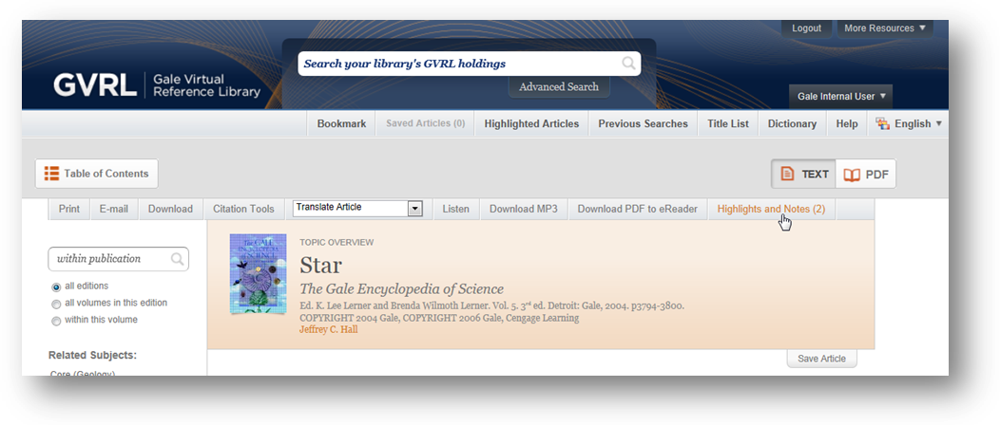 Logout More Resources
Search your library's GVRL holdings
GVRL Gale Virtual
Reference Library
Advanced Search
Gale Internal User
Bookmark Saved Articles (0) Highlighted Articles Previous Searches Title List Dictionary Help English
Table of Contents TEXT PDF
Print E-mail Download Citation Tools Translate Article Listen Download MP3 Download PDF to eReader Highlights and Notes (2)
within publication
all editions
all volumes in this edition
within this volume
Related Subjects:
Core (Geology)
TOPIC OVERVIEW
Star
The Gale Encyclopedia of Science
Ed. K. Lee Lerner and Brenda Wilmoth Lerner. Vol. 5. 3rd ed. Detroit: Gale, 2004. p3794-3800.
COPYRIGHT 2004 Gale, COPYRIGHT 2006 Gale, Cengage Learning
Jeffrey C. Hall
Save Article